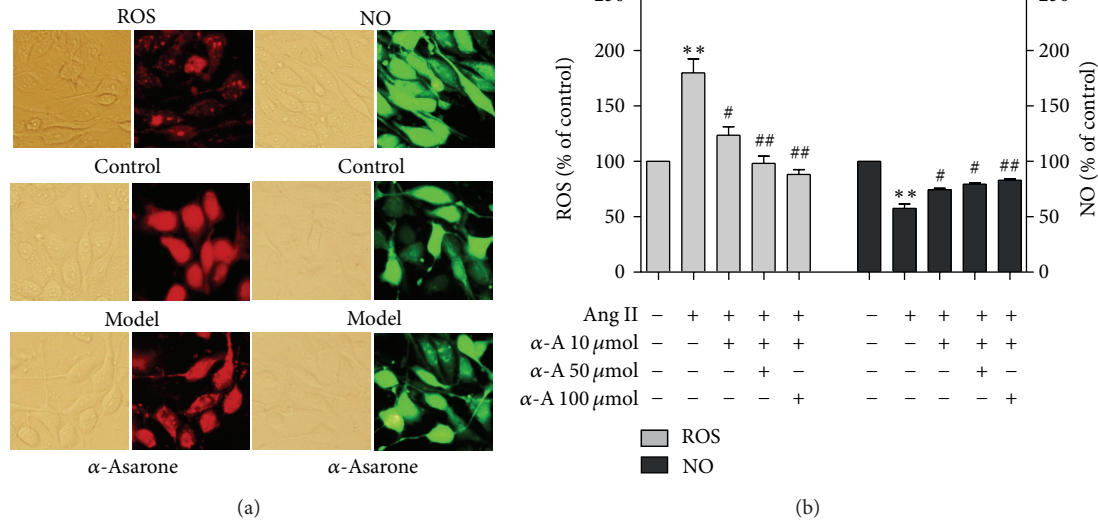 ROS NO
Control Control
Model Model
α-Asarone α-Asarone
(a)
ROS (% of control)
200
150
100
50
0
** # ## ##
** # # ##
200
150
100
50
0
NO (% of control)
Ang II − + + + + − + + + +
α-A 10 μmol − − + + + − − + + +
α-A 50 μmol − − − + − − − − + −
α-A 100 μmol − − − − + − − − − +
ROS
NO
(b)